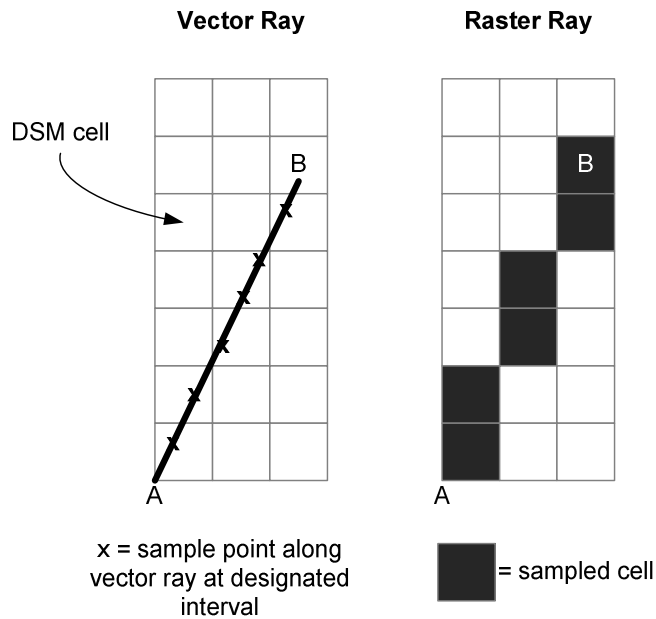 Vector Ray
Raster Ray
DSM cell
B
B
x
x
x
x
x
x
A
A
x = sample point along
vector ray at designated
interval
= sampled cell